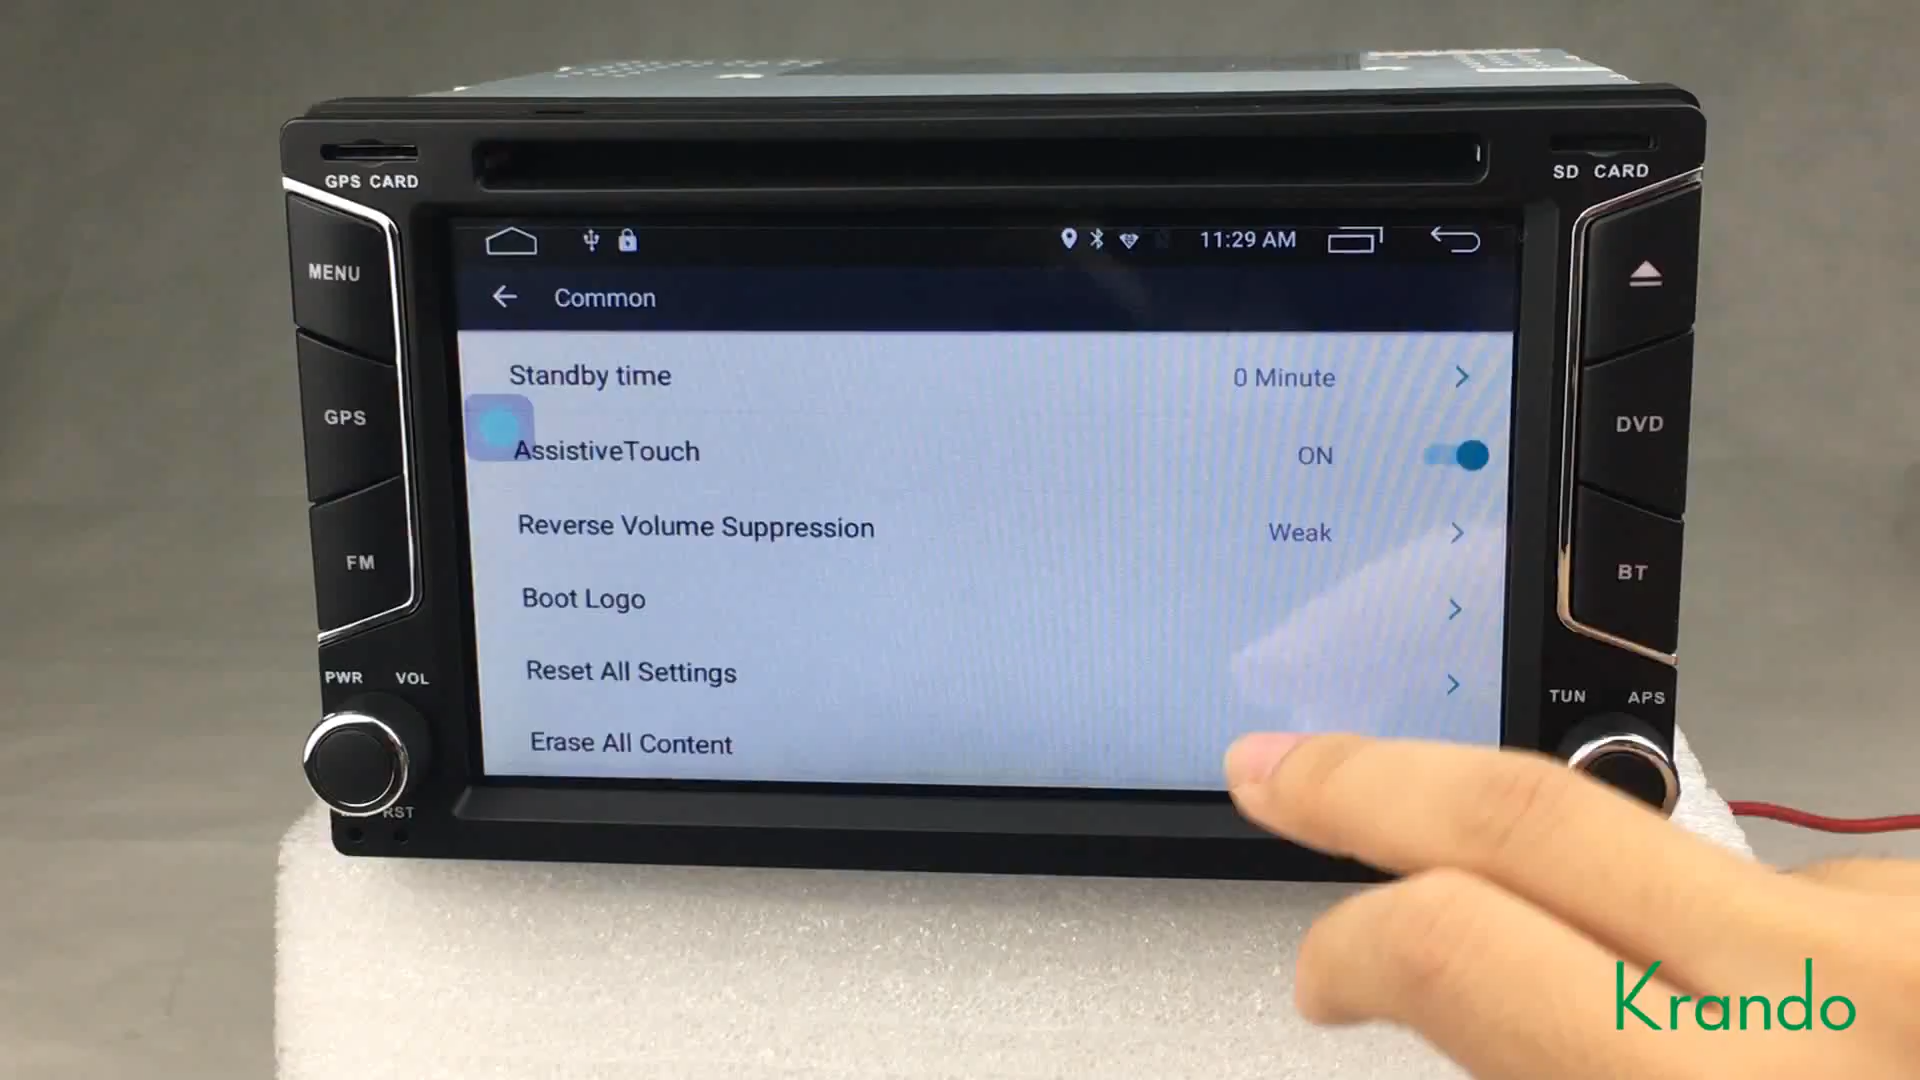 GPS CARD
SD CARD
MENU
GPS
FM
PWR VOL
RST
11:29 AM
Common
Standby time 0 Minute
AssistiveTouch ON
Reverse Volume Suppression Weak
Boot Logo
Reset All Settings
Erase All Content
DVD
BT
TUN APS
Krando